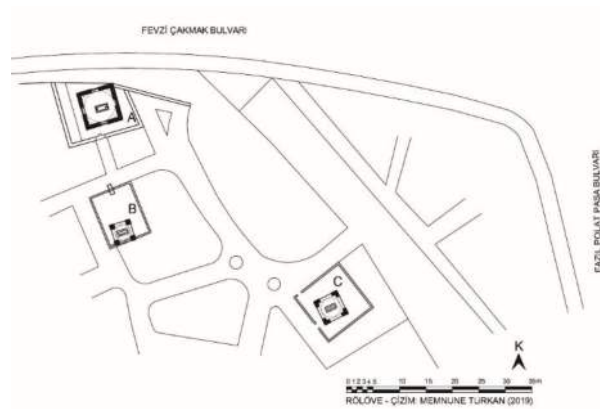 FEVZİ ÇAKMAK BULVARI
A
B
C
FAZIL POLAT PAŞA BULVARI
K
0 1 2 3 4 5 10 15 20 25 30 35m
RÖLÖVE - ÇİZİM: MEMNUNE TURKAN (2019)